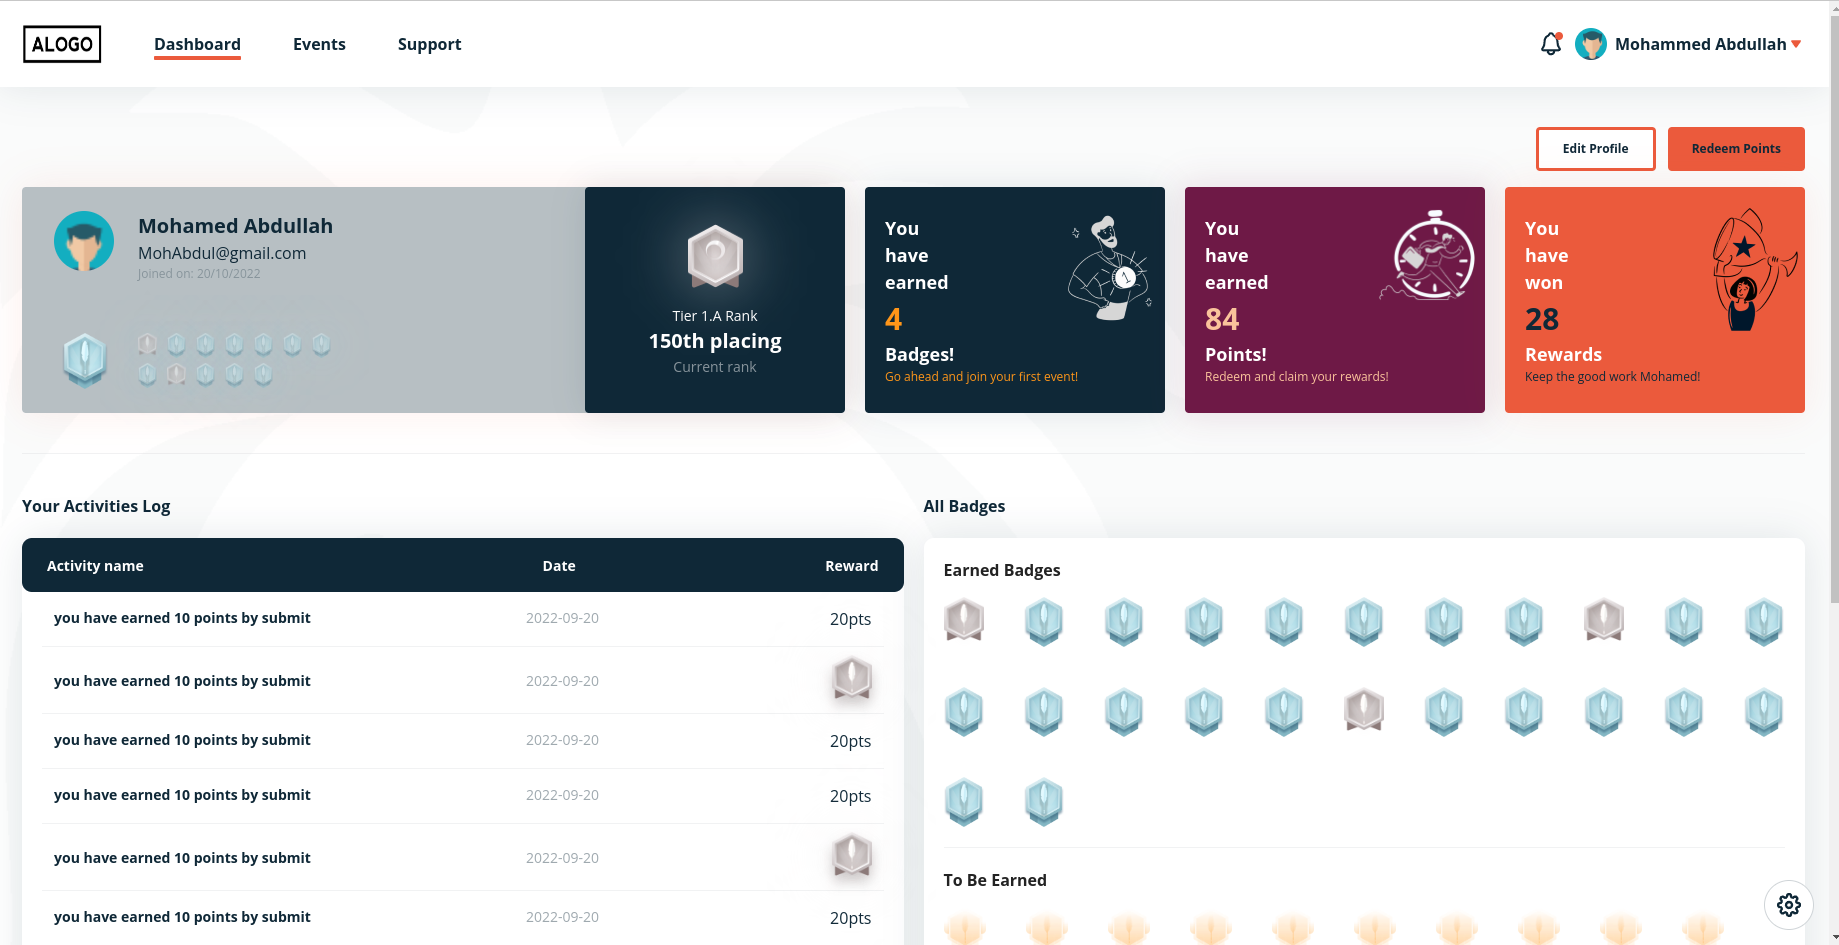 ALOGO
Dashboard
Events
Support
Mohammed Abdullah
Edit Profile
Redeem Points
Mohamed Abdullah
MohAbdul@gmail.com
Joined on: 20/10/2022
Tier 1.A Rank
150th placing
Current rank
You
have
earned
4
Badges!
Go ahead and join your first event!
You
have
earned
84
Points!
Redeem and claim your rewards!
You
have
won
28
Rewards
Keep the good work Mohamed!
Your Activities Log
Activity name Date Reward
you have earned 10 points by submit 2022-09-20 20pts
you have earned 10 points by submit 2022-09-20
you have earned 10 points by submit 2022-09-20 20pts
you have earned 10 points by submit 2022-09-20 20pts
you have earned 10 points by submit 2022-09-20
you have earned 10 points by submit 2022-09-20 20pts
All Badges
Earned Badges
To Be Earned